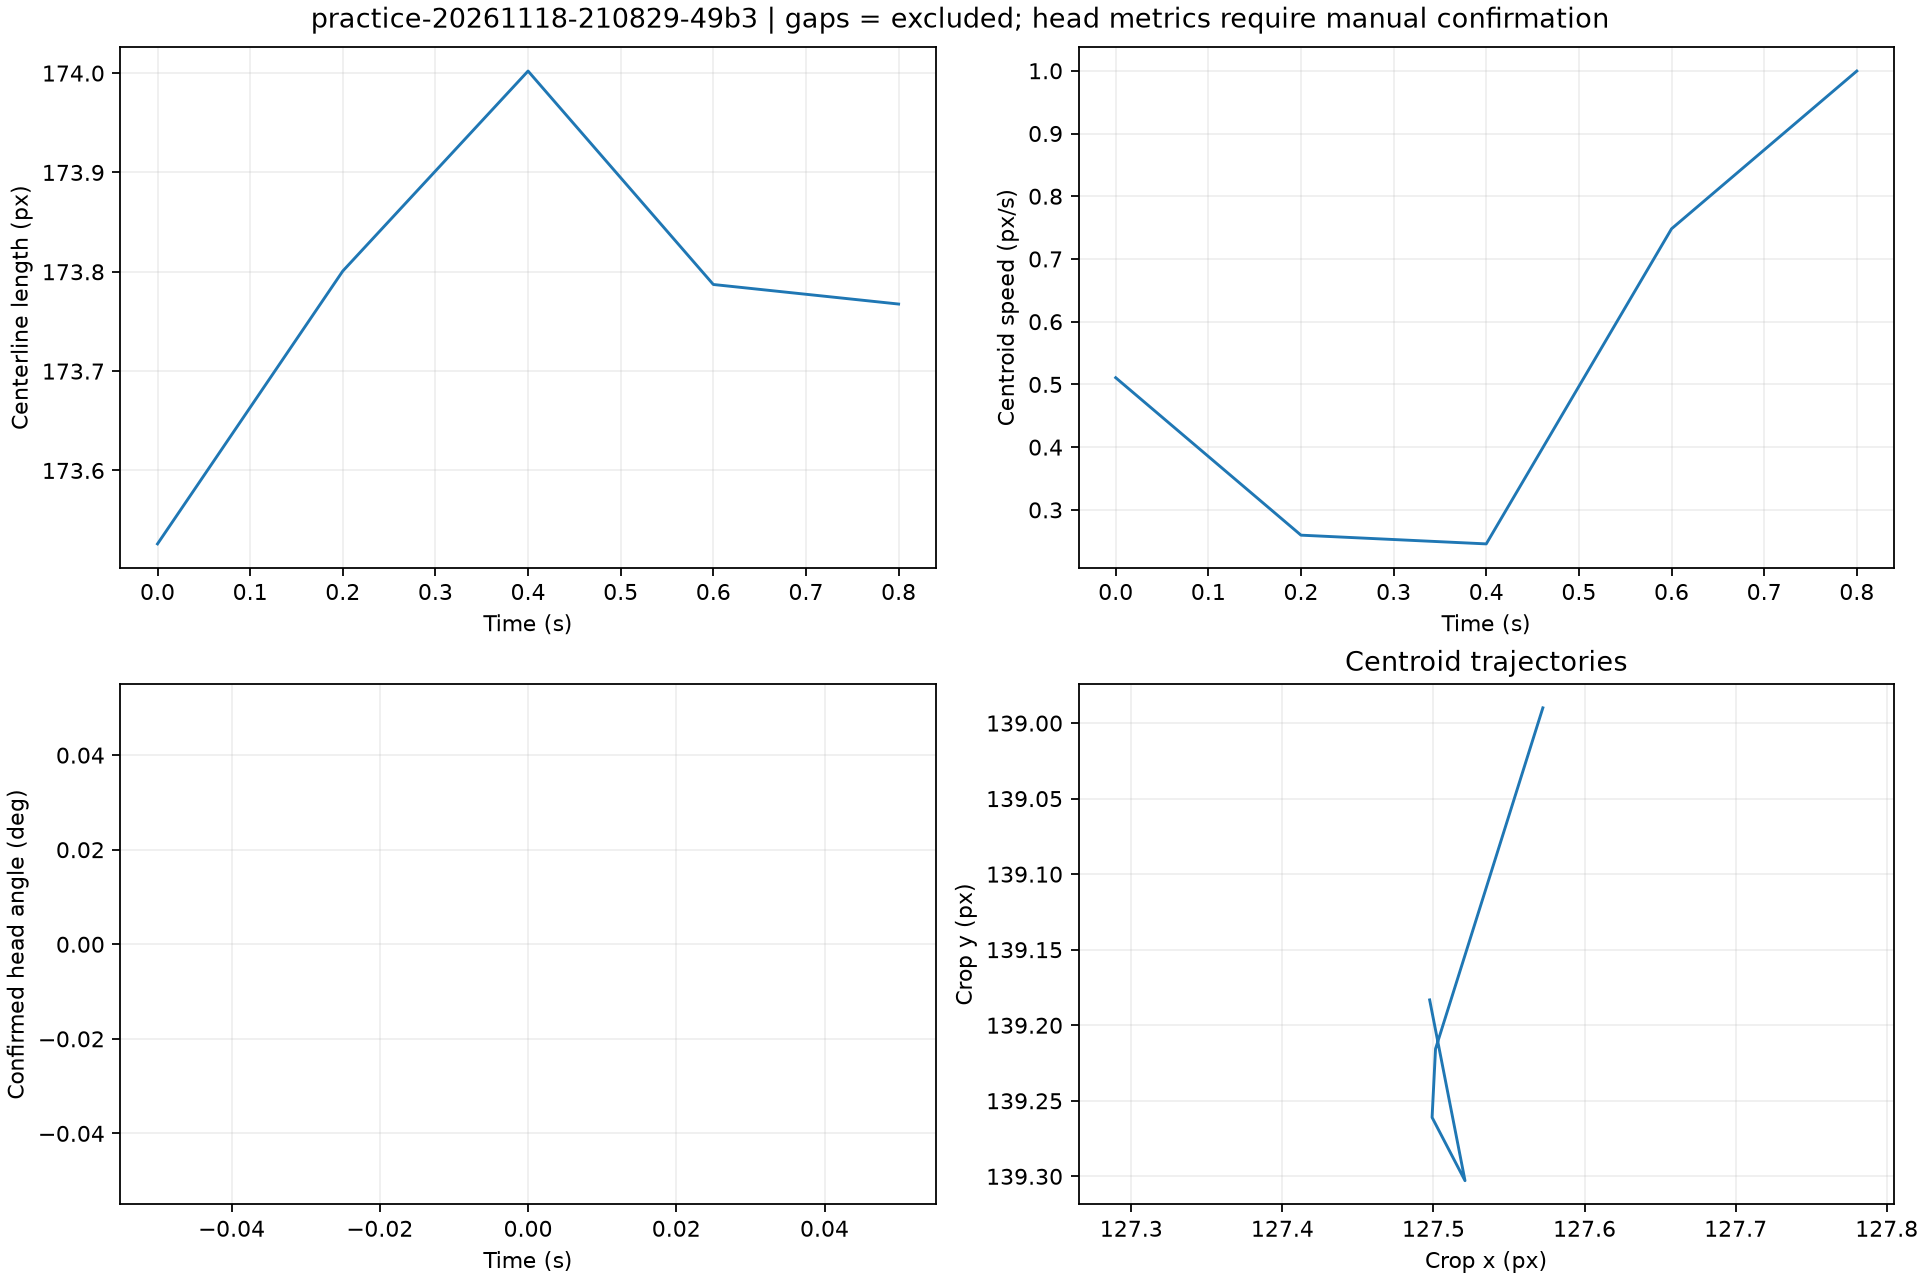 practice-20261118-210829-49b3 | gaps = excluded; head metrics require manual confirmation
Centerline length (px)
174.0
173.9
173.8
173.7
173.6
0.0 0.1 0.2 0.3 0.4 0.5 0.6 0.7 0.8
Time (s)
Centroid speed (px/s)
1.0
0.9
0.8
0.7
0.6
0.5
0.4
0.3
0.0 0.1 0.2 0.3 0.4 0.5 0.6 0.7 0.8
Time (s)
Confirmed head angle (deg)
0.04
0.02
0.00
−0.02
−0.04
−0.04 −0.02 0.00 0.02 0.04
Time (s)
Centroid trajectories
Crop y (px)
139.00
139.05
139.10
139.15
139.20
139.25
139.30
127.3 127.4 127.5 127.6 127.7 127.8
Crop x (px)